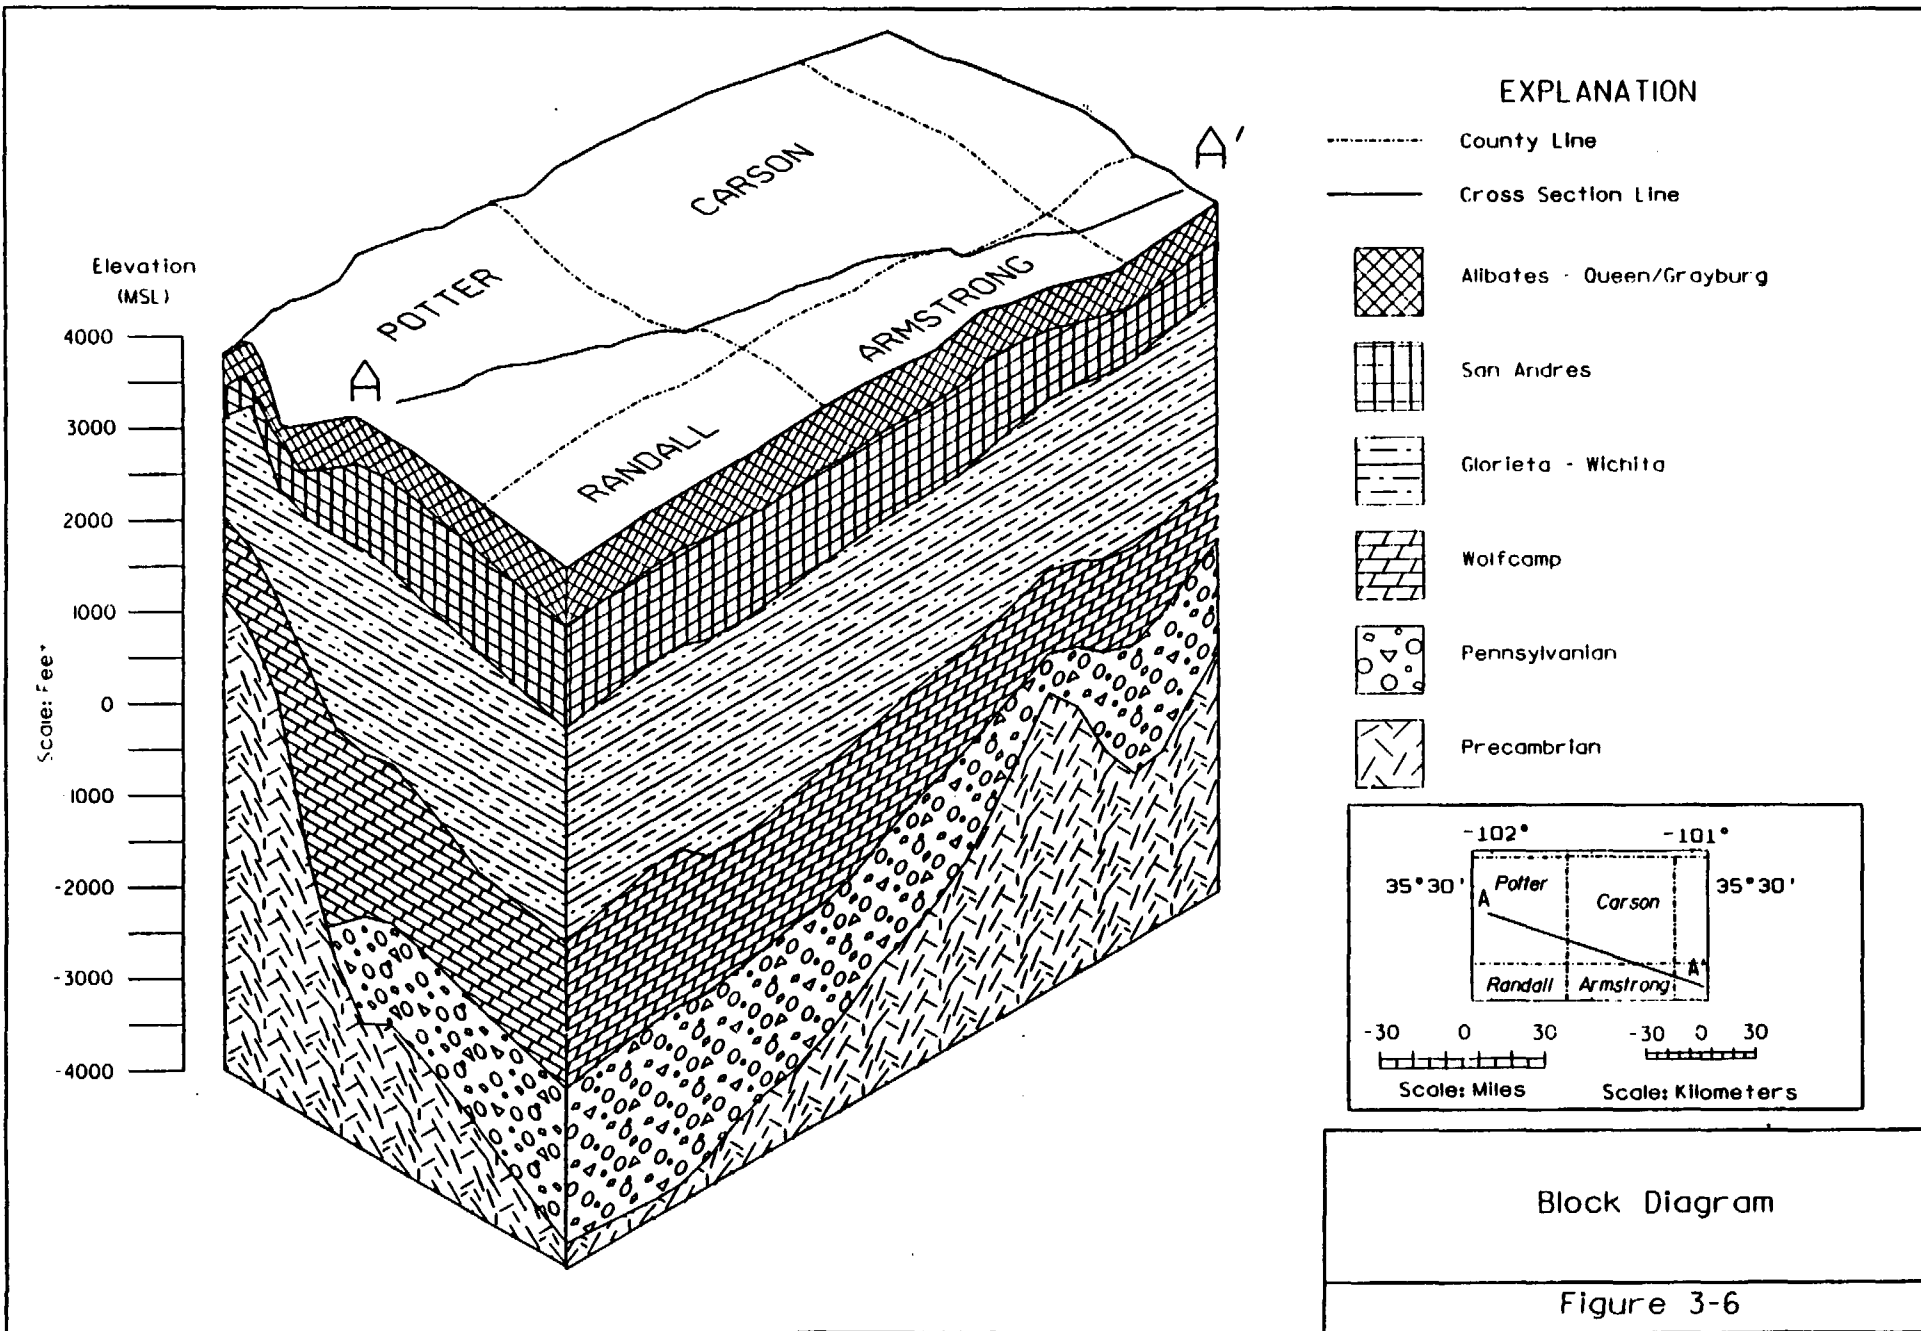 EXPLANATION
County Line
Cross Section Line
Alibates - Queen/Grayburg
San Andres
Glorieta - Wichita
Wolfcamp
Pennsylvanian
Precambrian
A'
CARSON
POTTER
ARMSTRONG
A
RANDALL
Elevation
(MSL)
4000
3000
2000
1000
0
-1000
-2000
-3000
-4000
Scale: Feet
-102° -101°
35°30' Potter Carson 35°30'
A
A'
Randall Armstrong
-30 0 30 -30 0 30
Scale: Miles Scale: Kilometers
Block Diagram
Figure 3-6